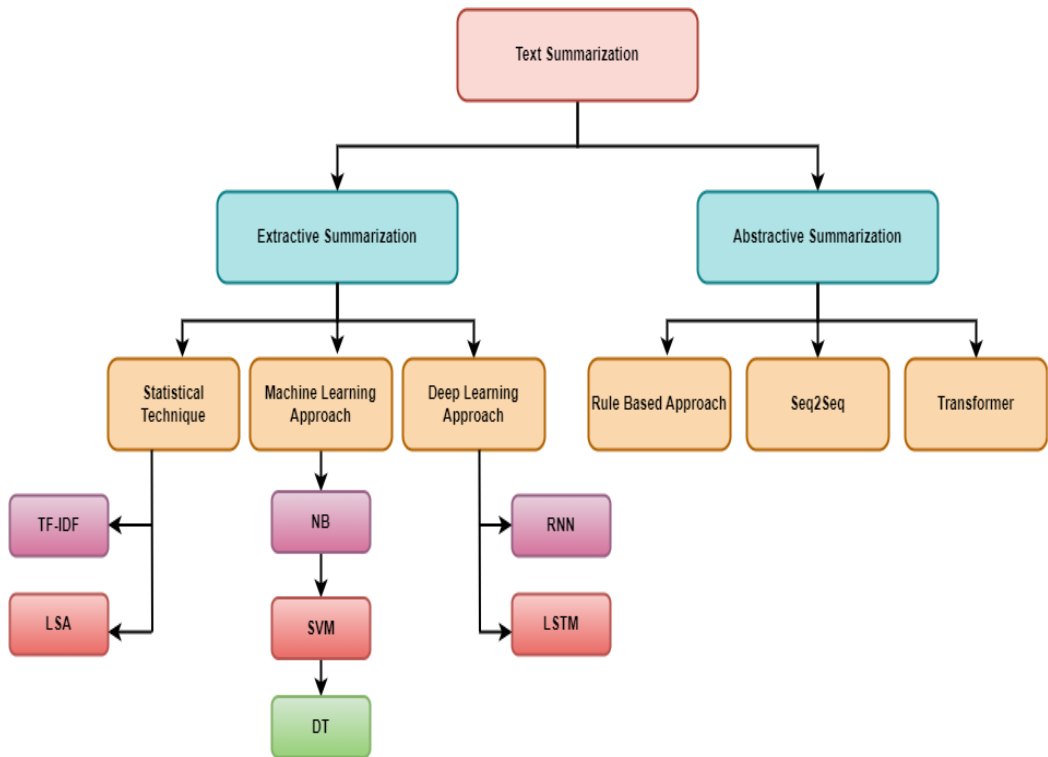 Text Summarization
Extractive Summarization
Abstractive Summarization
Statistical
Technique
Machine Learning
Approach
Deep Learning
Approach
Rule Based Approach
Seq2Seq
Transformer
TF-IDF
NB
RNN
LSA
SVM
LSTM
DT